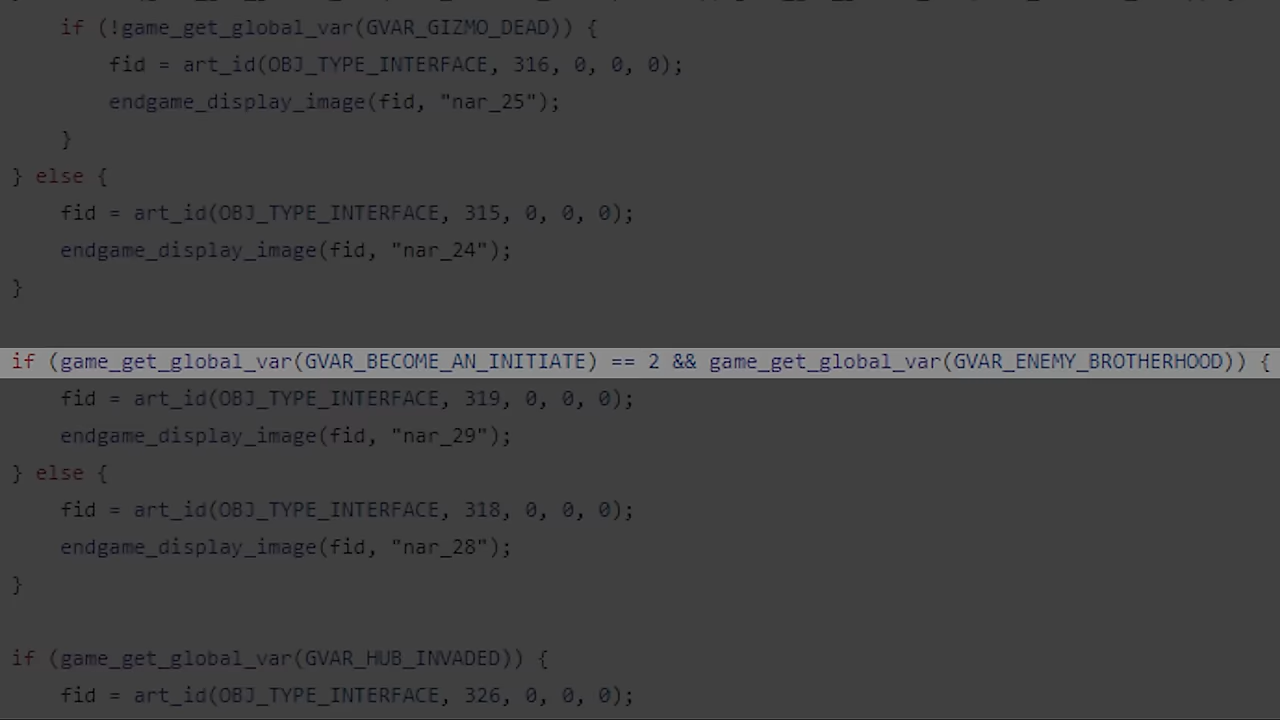 if (!game_get_global_var(GVAR_GIZMO_DEAD)) {
fid = art_id(OBJ_TYPE_INTERFACE, 316, 0, 0, 0);
endgame_display_image(fid, "nar_25");
}
} else {
fid = art_id(OBJ_TYPE_INTERFACE, 315, 0, 0, 0);
endgame_display_image(fid, "nar_24");
}
if (game_get_global_var(GVAR_BECOME_AN_INITIATE) == 2 && game_get_global_var(GVAR_ENEMY_BROTHERHOOD)) {
fid = art_id(OBJ_TYPE_INTERFACE, 319, 0, 0, 0);
endgame_display_image(fid, "nar_29");
} else {
fid = art_id(OBJ_TYPE_INTERFACE, 318, 0, 0, 0);
endgame_display_image(fid, "nar_28");
}
if (game_get_global_var(GVAR_HUB_INVADED)) {
fid = art_id(OBJ_TYPE_INTERFACE, 326, 0, 0, 0);